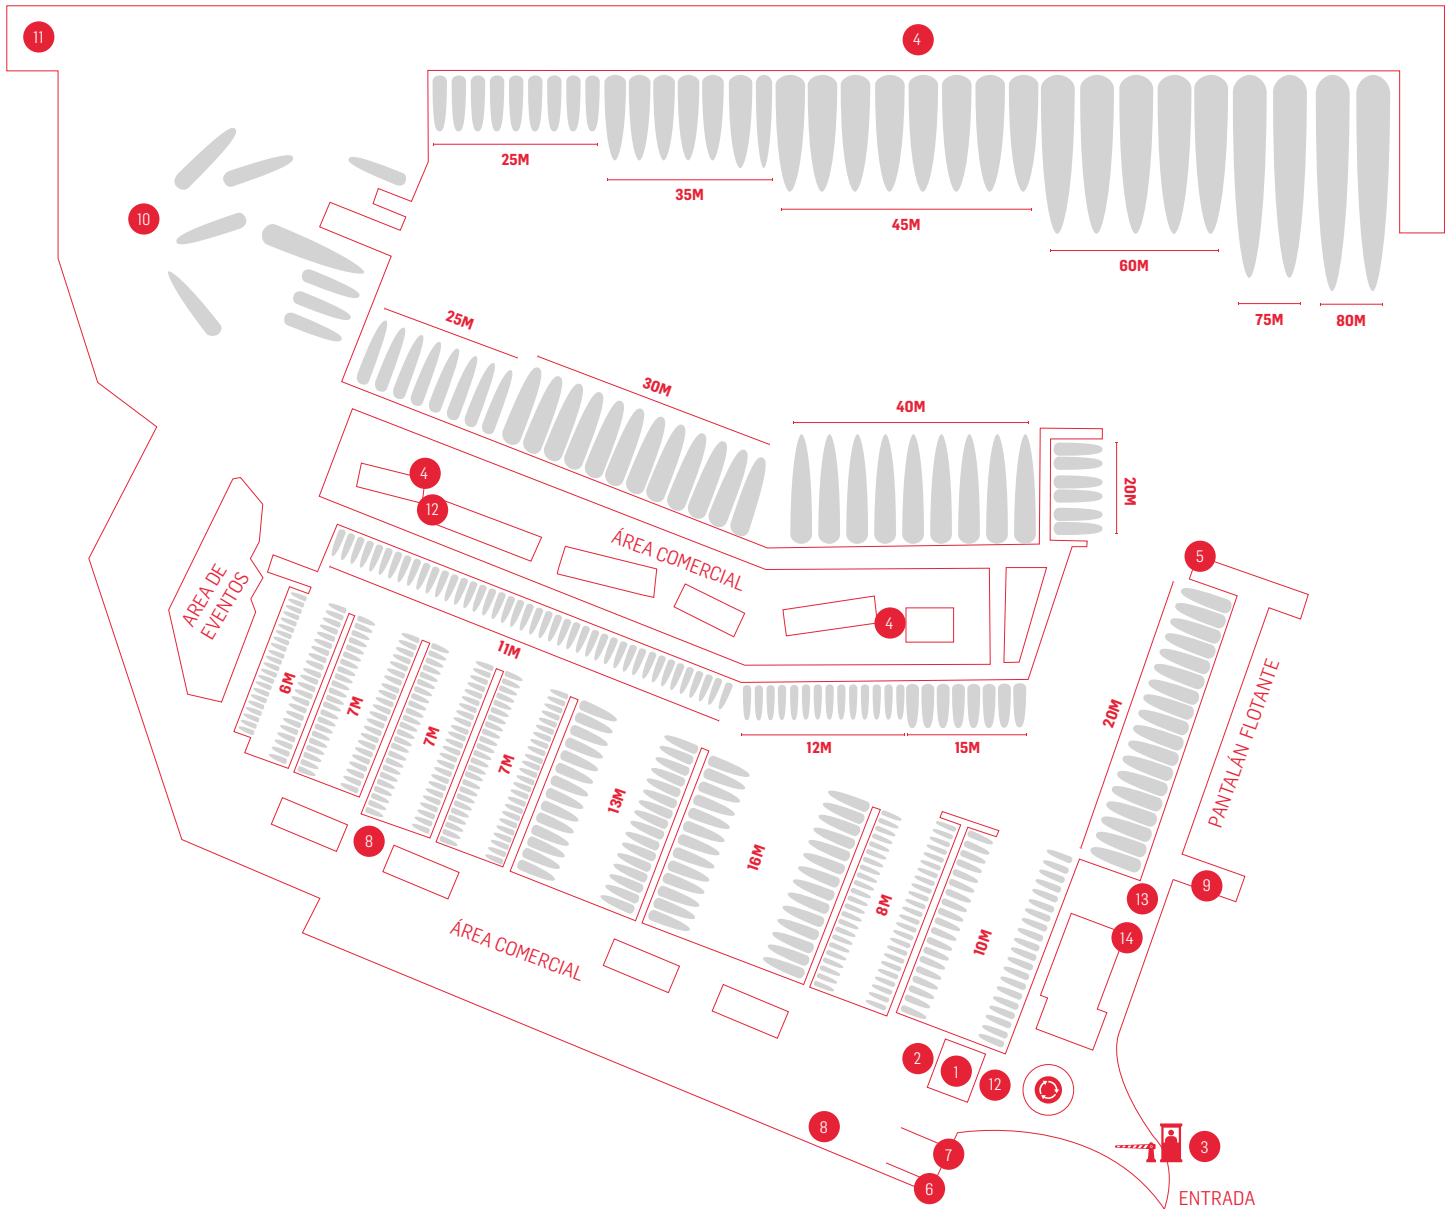 11
4
25M
35M
45M
60M
75M
80M
10
25M
30M
40M
20M
4
12
ÁREA COMERCIAL
4
5
AREA DE
EVENTOS
11M
6M
7M
7M
7M
13M
16M
8M
10M
12M
15M
20M
PANTALÁN FLOTANTE
8
ÁREA COMERCIAL
9
13
14
2
1
12
8
7
6
3
ENTRADA